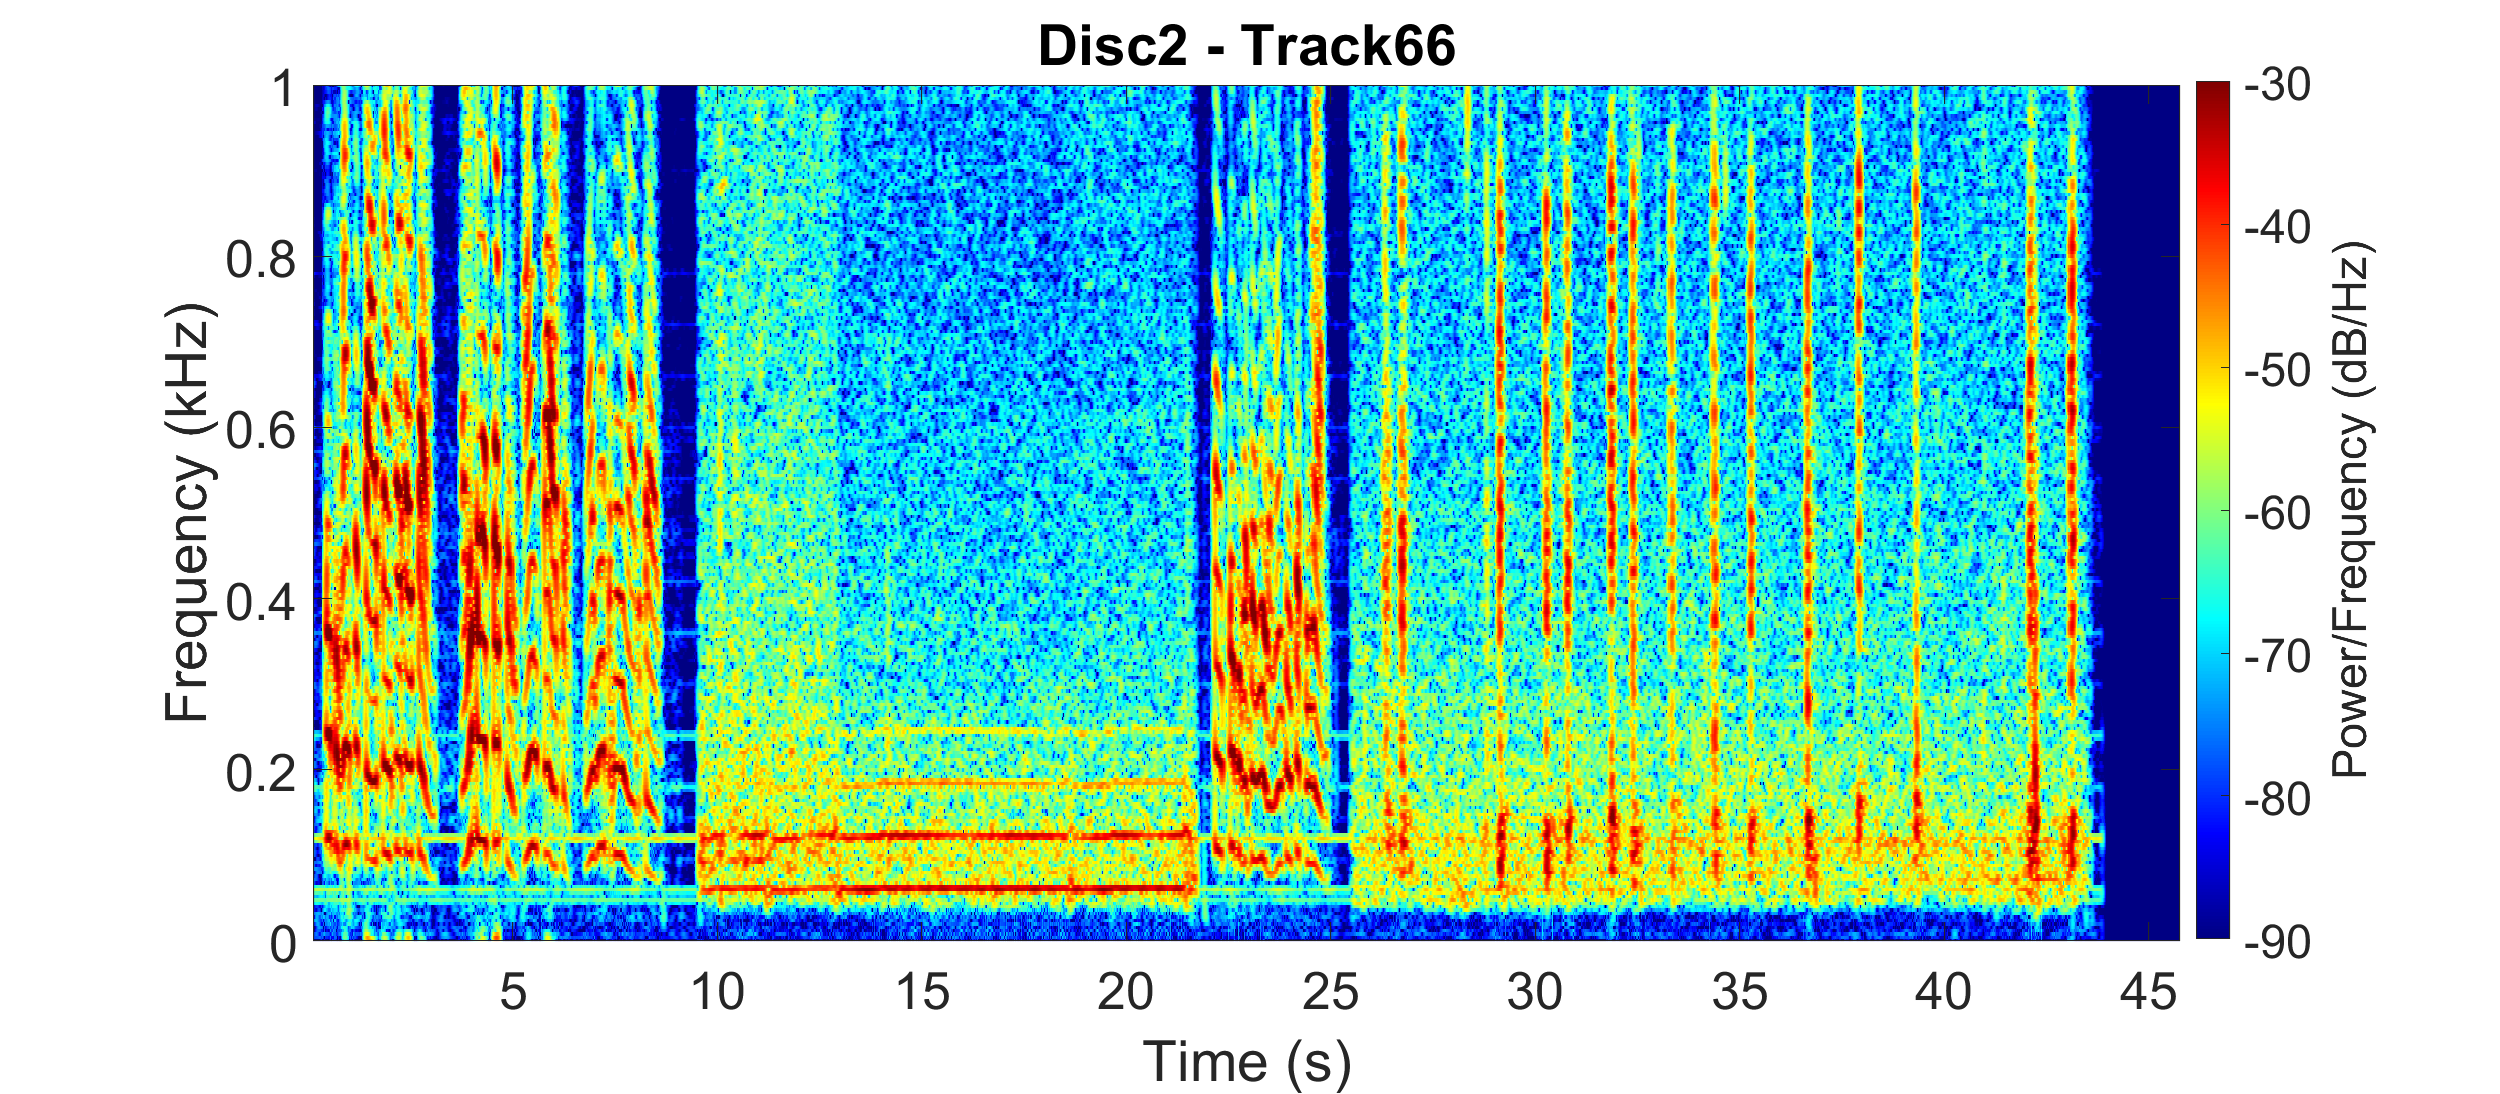 Disc2 - Track66
1
0.8
0.6
0.4
0.2
0
Frequency (kHz)
5 10 15 20 25 30 35 40 45
Time (s)
-30
-40
-50
-60
-70
-80
-90
Power/Frequency (dB/Hz)